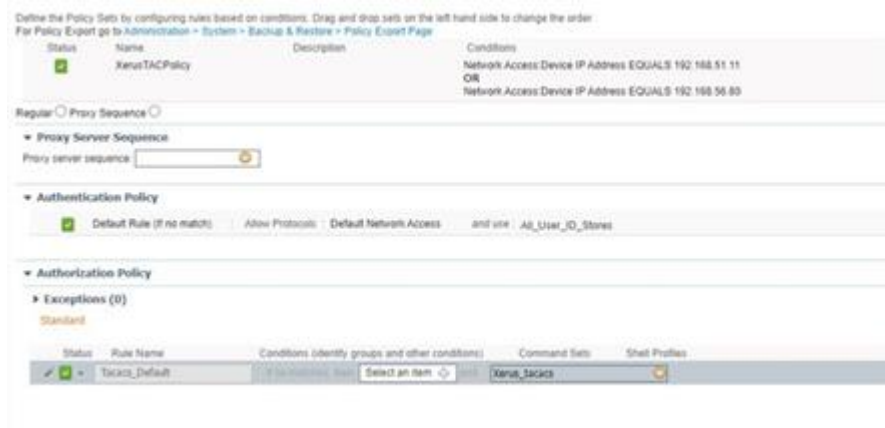 Define the Policy Sets by configuring rules based on conditions. Drag and drop sets on the left hand side to change the order
For Policy Export go to Administration > System > Backup & Restore > Policy Export Page
Status Name Description Conditions
XerusTACPolicy Network Access:Device IP Address EQUALS 192.168.51.11
OR
Network Access:Device IP Address EQUALS 192.168.56.80
Regular Proxy Sequence
Proxy Server Sequence
Proxy server sequence
Authentication Policy
Default Rule (If no match) : Allow Protocols : Default Network Access and use : All_User_ID_Stores
Authorization Policy
Exceptions (0)
Standard
Status Rule Name Conditions (identity groups and other conditions) Command Sets Shell Profiles
Tacacs_Default Select an item Xerus_tacacs